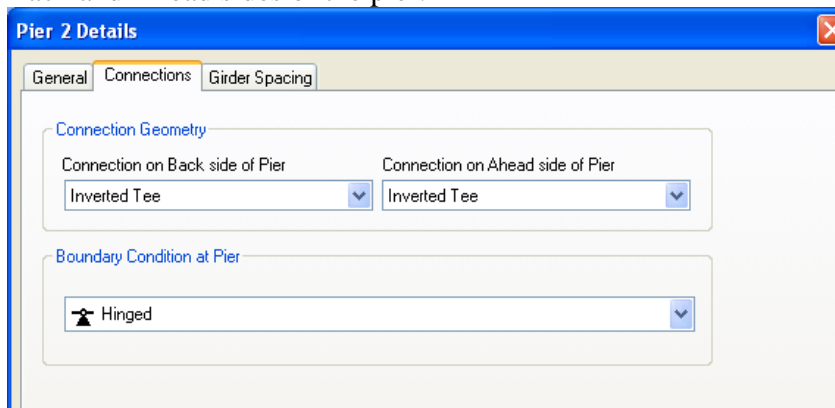 Pier 2 Details
General Connections Girder Spacing
Connection Geometry
Connection on Back side of Pier Connection on Ahead side of Pier
Inverted Tee Inverted Tee
Boundary Condition at Pier
Hinged